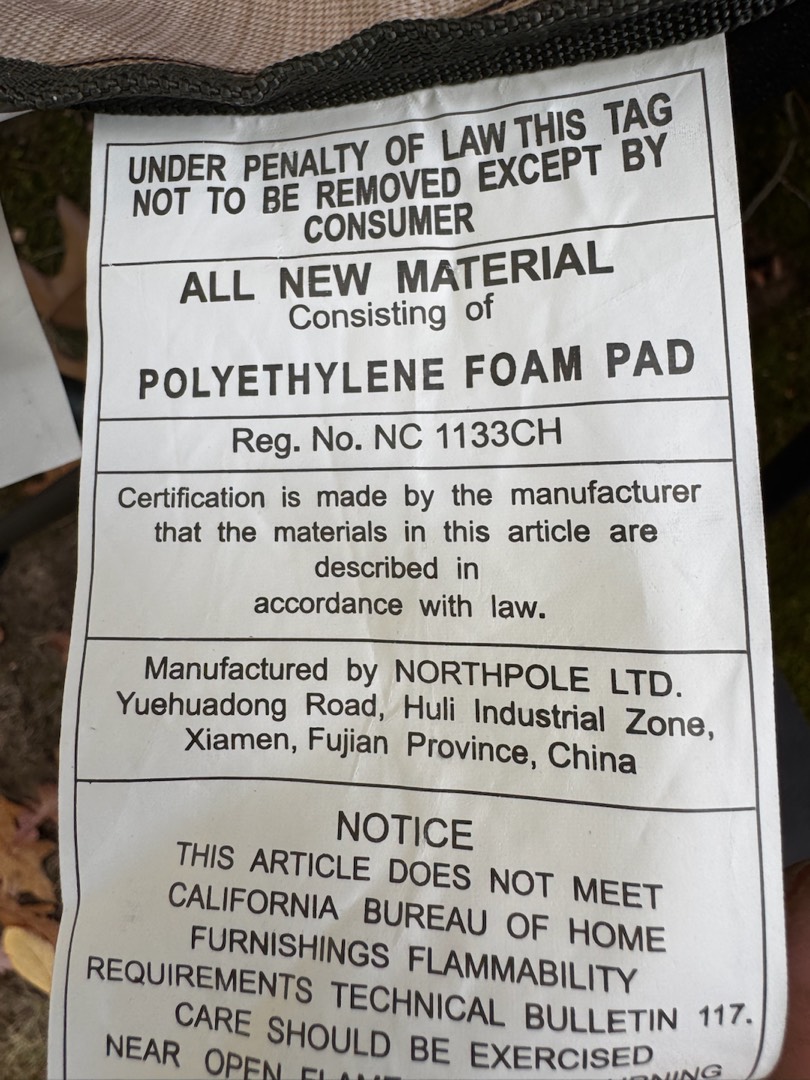 UNDER PENALTY OF LAW THIS TAG
NOT TO BE REMOVED EXCEPT BY
CONSUMER
ALL NEW MATERIAL
Consisting of
POLYETHYLENE FOAM PAD
Reg. No. NC 1133CH
Certification is made by the manufacturer
that the materials in this article are
described in
accordance with law.
Manufactured by NORTHPOLE LTD.
Yuehuadong Road, Huli Industrial Zone,
Xiamen, Fujian Province, China
NOTICE
THIS ARTICLE DOES NOT MEET
CALIFORNIA BUREAU OF HOME
FURNISHINGS FLAMMABILITY
REQUIREMENTS TECHNICAL BULLETIN 117.
CARE SHOULD BE EXERCISED
NEAR OPEN